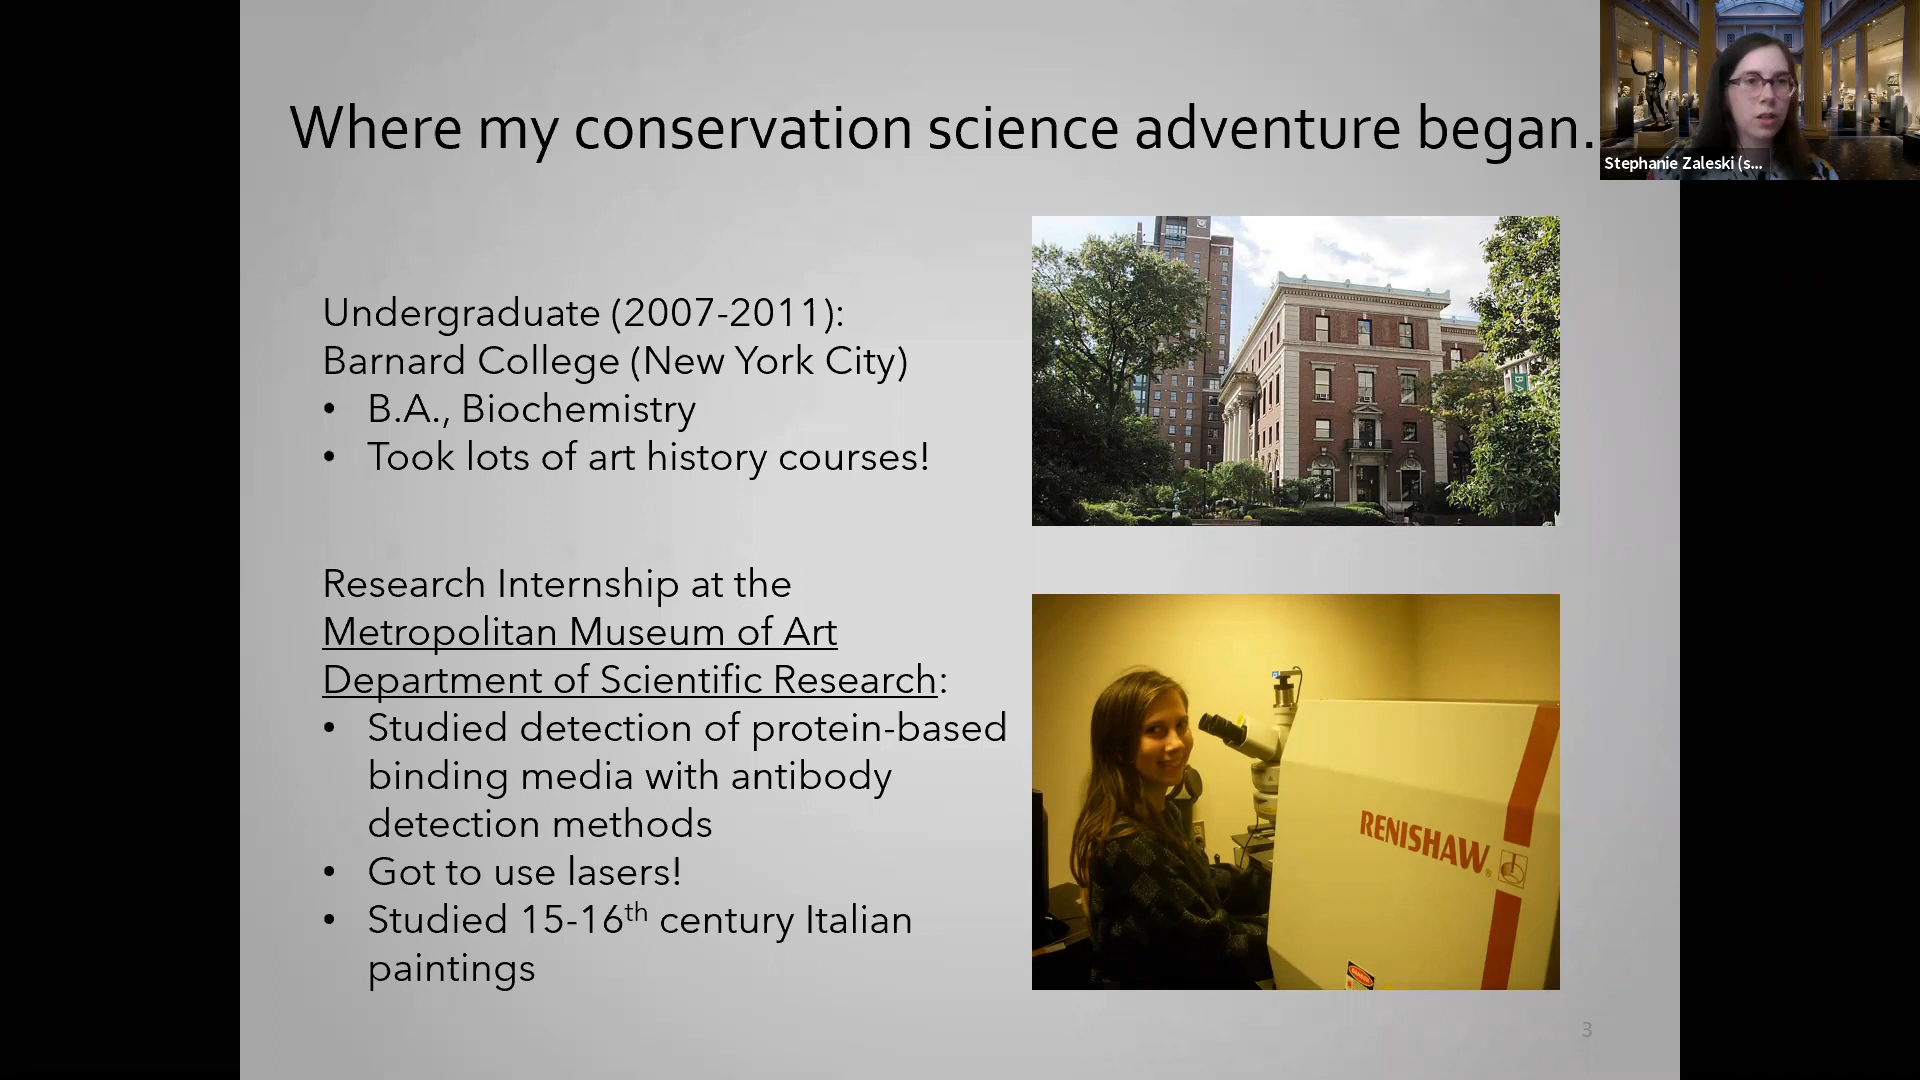 Where my conservation science adventure began.
Stephanie Zaleski (s...
Undergraduate (2007-2011):
Barnard College (New York City)
• B.A., Biochemistry
• Took lots of art history courses!
Research Internship at the
Metropolitan Museum of Art
Department of Scientific Research:
• Studied detection of protein-based
binding media with antibody
detection methods
• Got to use lasers!
• Studied 15-16th century Italian
paintings
RENISHAW
3